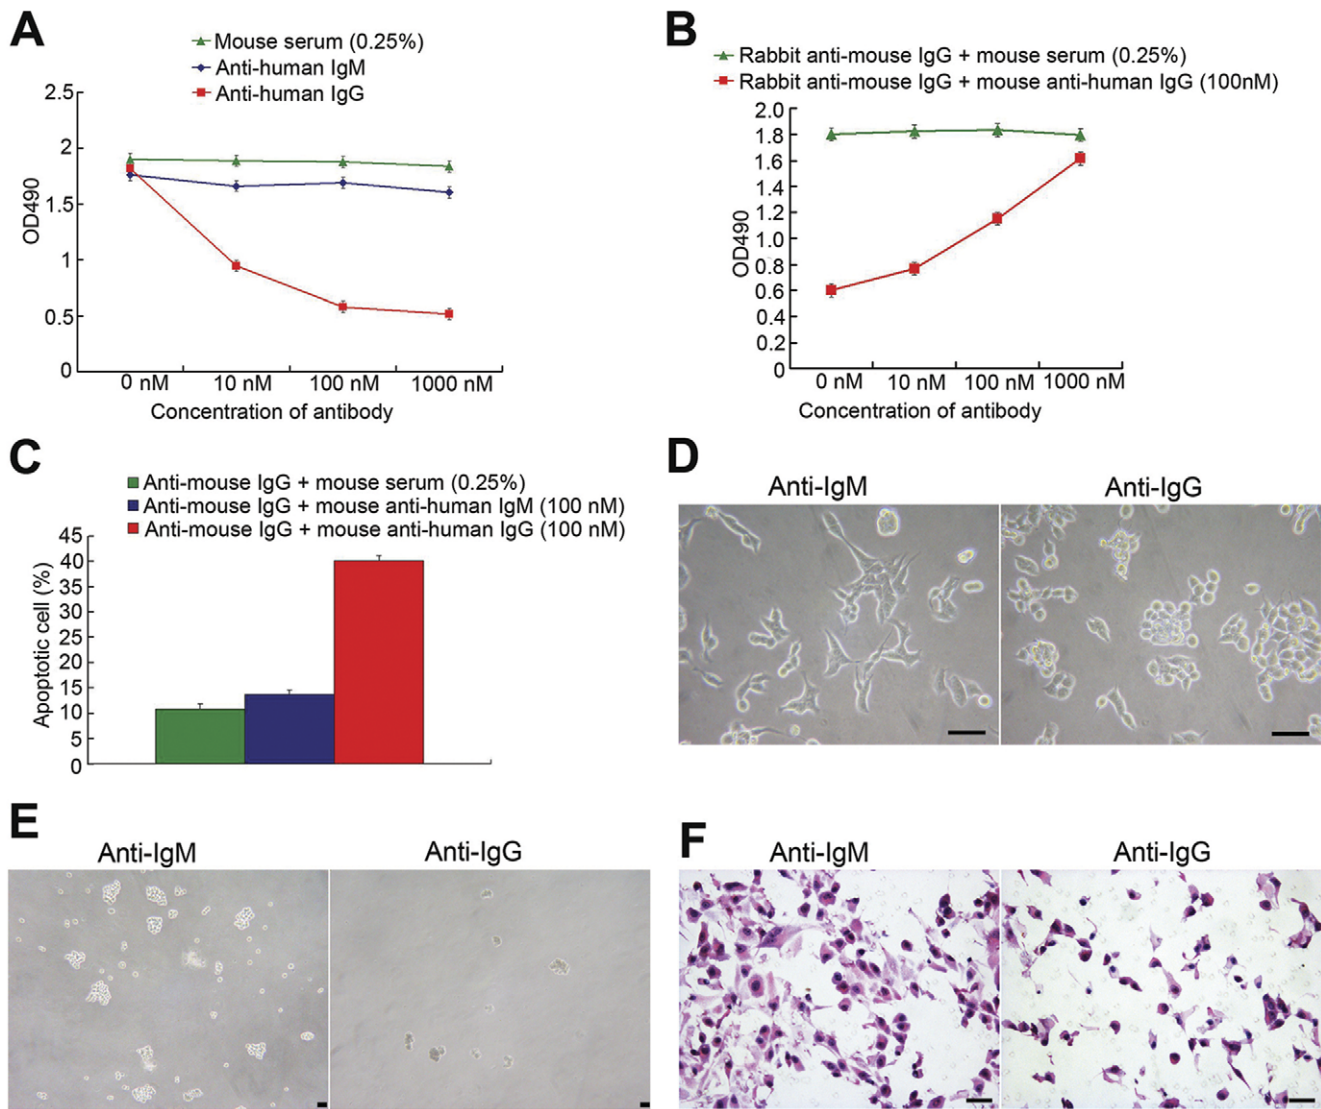 A
Mouse serum (0.25%)
Anti-human IgM
Anti-human IgG
2.5
2
1.5
1
0.5
0
OD490
0 nM 10 nM 100 nM 1000 nM
Concentration of antibody
B
Rabbit anti-mouse IgG + mouse serum (0.25%)
Rabbit anti-mouse IgG + mouse anti-human IgG (100nM)
2.0
1.8
1.6
1.4
1.2
1.0
0.8
0.6
0.4
0.2
0
OD490
0 nM 10 nM 100 nM 1000 nM
Concentration of antibody
C
Anti-mouse IgG + mouse serum (0.25%)
Anti-mouse IgG + mouse anti-human IgM (100 nM)
Anti-mouse IgG + mouse anti-human IgG (100 nM)
45
40
35
30
25
20
15
10
5
0
Apoptotic cell (%)
D
Anti-IgM Anti-IgG
E
Anti-IgM Anti-IgG
F
Anti-IgM Anti-IgG